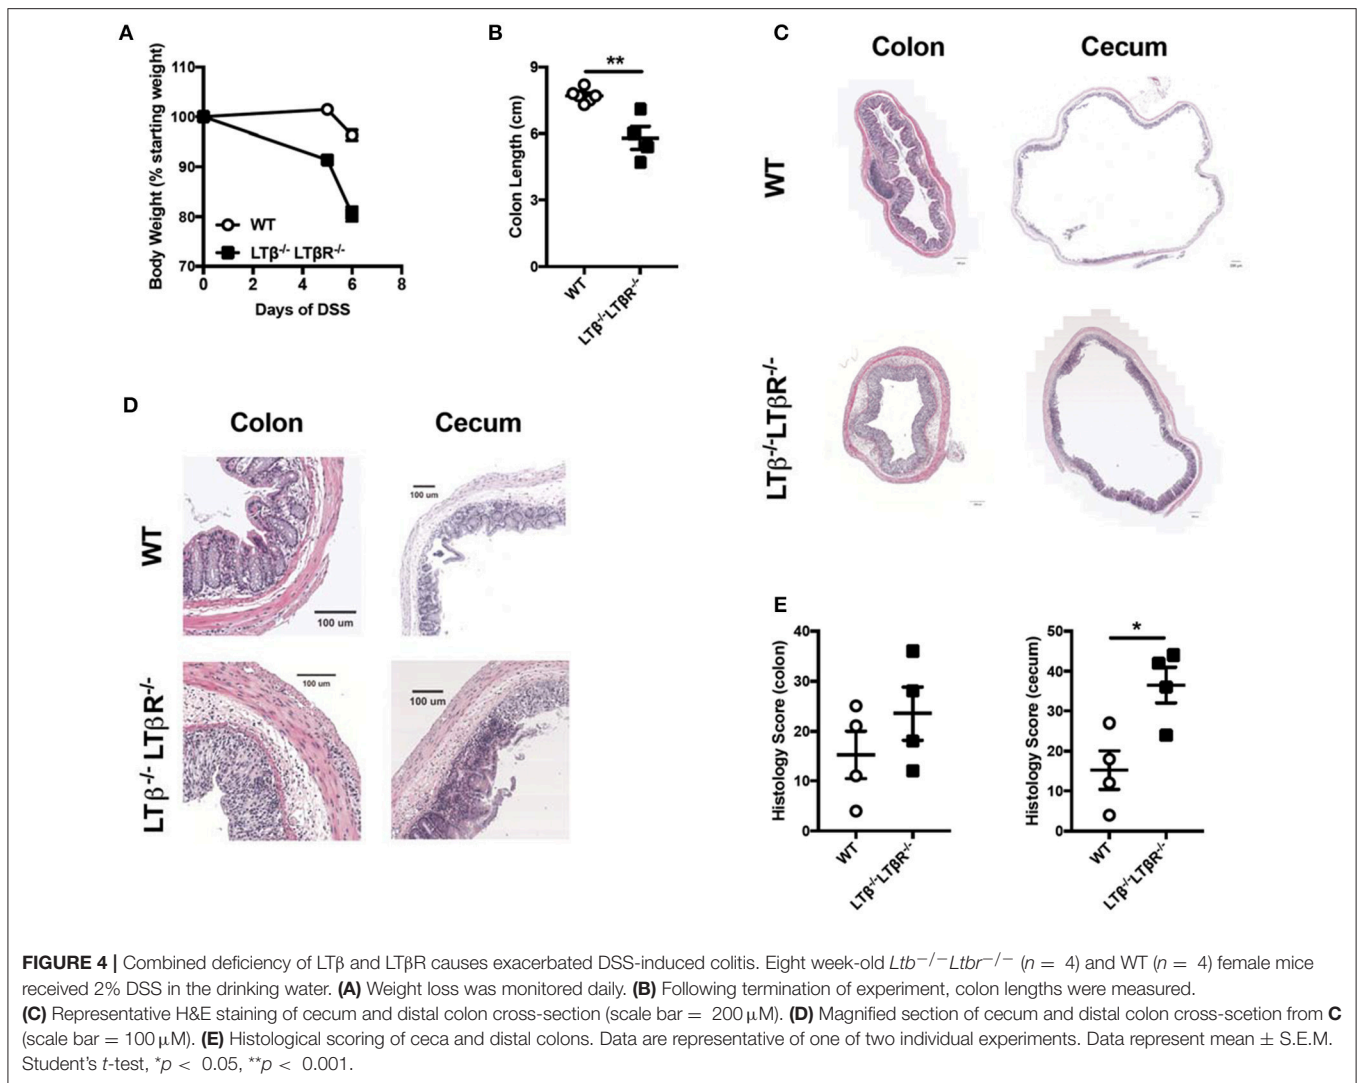 A
Body Weight (% starting weight)
110
100
90
80
70
0
2
4
6
8
Days of DSS
WT
LTβ-/- LTβR-/-
B
Colon Length (cm)
9
6
3
0
**
WT
LTβ-/-LTβR-/-
C
Colon
Cecum
WT
LTβ-/-LTβR-/-
D
Colon
Cecum
WT
100 um
100 um
LTβ-/- LTβR-/-
100 um
100 um
E
Histology Score (colon)
40
30
20
10
0
WT
LTβ-/-LTβR-/-
Histology Score (cecum)
50
40
30
20
10
0
*
WT
LTβ-/-LTβR-/-
FIGURE 4 | Combined deficiency of LTβ and LTβR causes exacerbated DSS-induced colitis. Eight week-old Ltb−/−Ltbr−/− (n = 4) and WT (n = 4) female mice
received 2% DSS in the drinking water. (A) Weight loss was monitored daily. (B) Following termination of experiment, colon lengths were measured.
(C) Representative H&E staining of cecum and distal colon cross-section (scale bar = 200 μM). (D) Magnified section of cecum and distal colon cross-scetion from C
(scale bar = 100 μM). (E) Histological scoring of ceca and distal colons. Data are representative of one of two individual experiments. Data represent mean ± S.E.M.
Student's t-test, *p < 0.05, **p < 0.001.